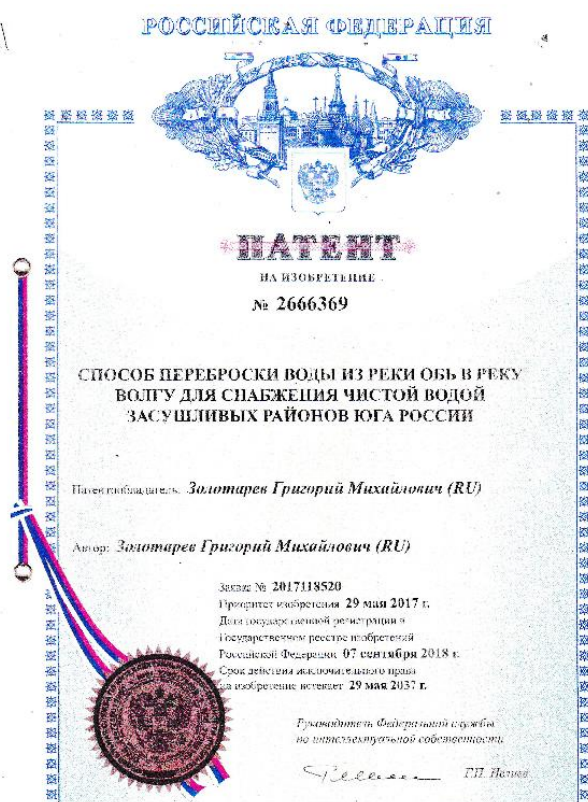 РОССИЙСКАЯ ФЕДЕРАЦИЯ
ПАТЕНТ
НА ИЗОБРЕТЕНИЕ
№ 2666369
СПОСОБ ПЕРЕБРОСКИ ВОДЫ ИЗ РЕКИ ОБЬ В РЕКУ
ВОЛГУ ДЛЯ СНАБЖЕНИЯ ЧИСТОЙ ВОДОЙ
ЗАСУШЛИВЫХ РАЙОНОВ ЮГА РОССИИ
Патентообладатель: Золотарев Григорий Михайлович (RU)
Автор: Золотарев Григорий Михайлович (RU)
Заявка № 2017118520
Приоритет изобретения 29 мая 2017 г.
Дата государственной регистрации в
Государственном реестре изобретений
Российской Федерации 07 сентября 2018 г.
Срок действия исключительного права
на изобретение истекает 29 мая 2037 г.
Руководитель Федеральной службы
по интеллектуальной собственности
Г.П. Ивлиев